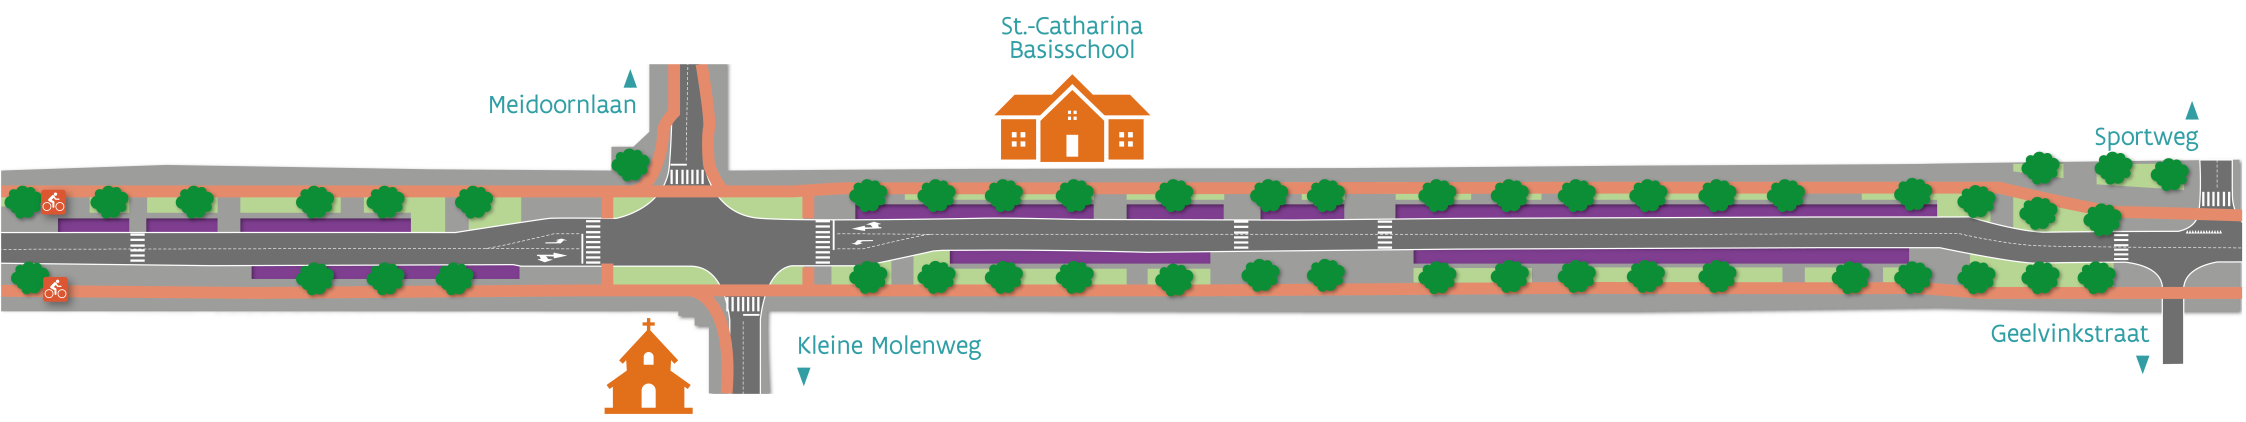 St.-Catharina
Basisschool
Meidoornlaan
Sportweg
Kleine Molenweg
Geelvinkstraat